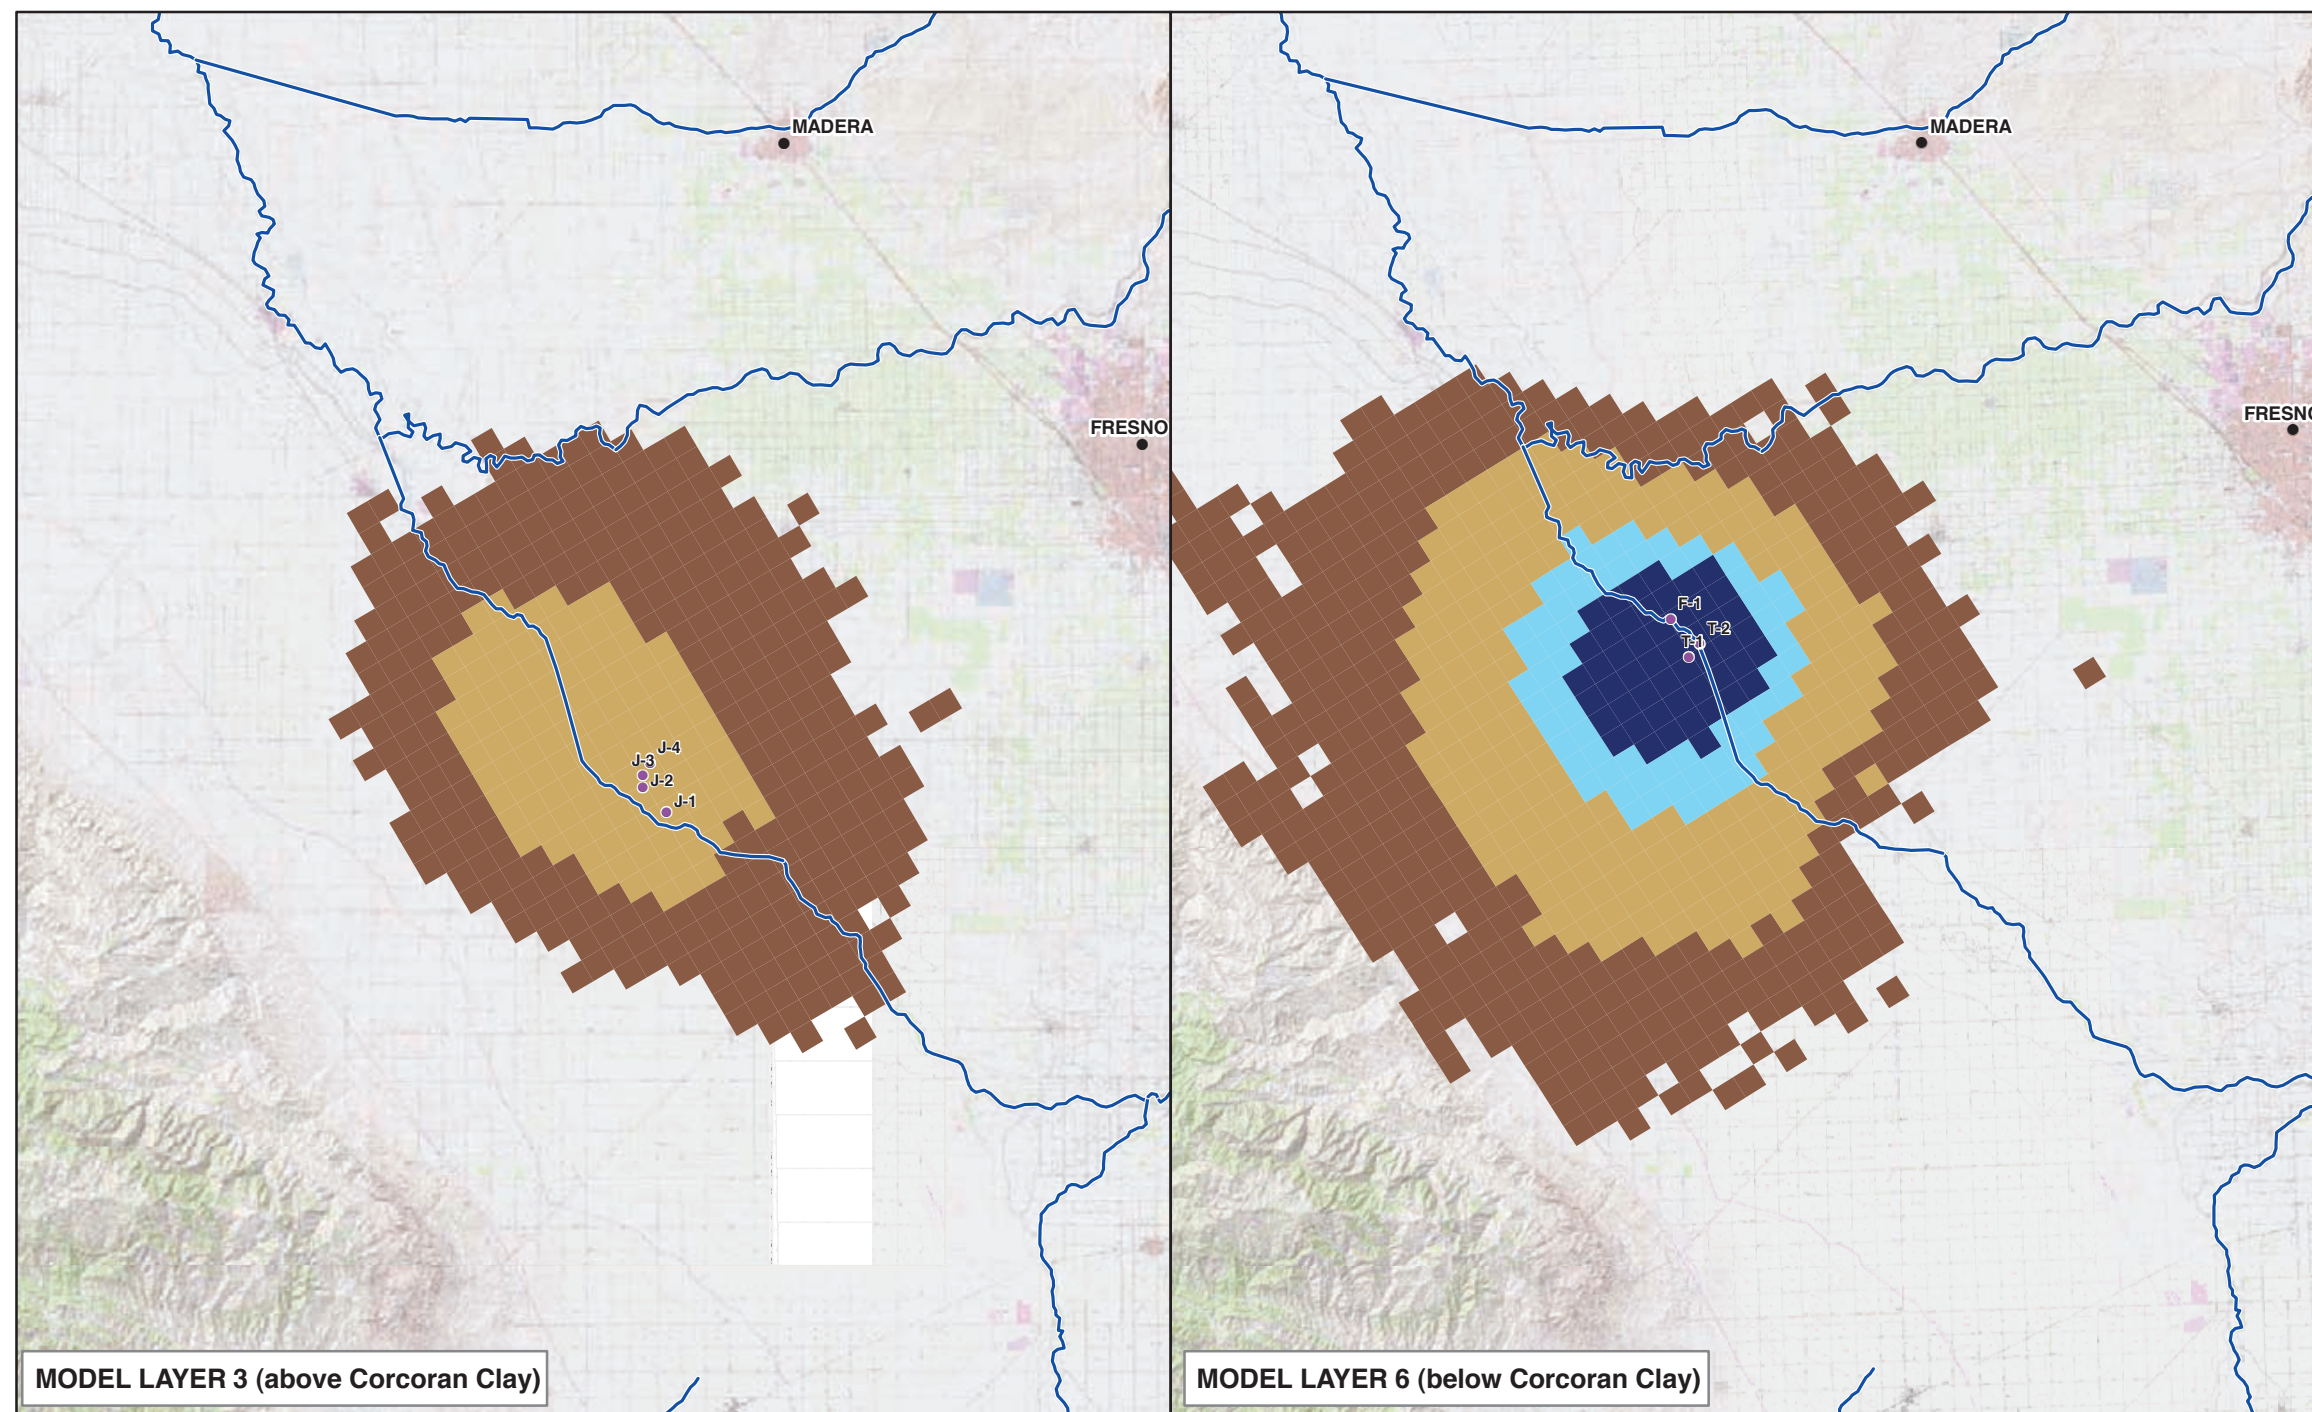 MADERA
FRESNO
J-4
J-3
J-2
J-1
MODEL LAYER 3 (above Corcoran Clay)
MADERA
FRESNO
F-1
T-2
T-1
MODEL LAYER 6 (below Corcoran Clay)